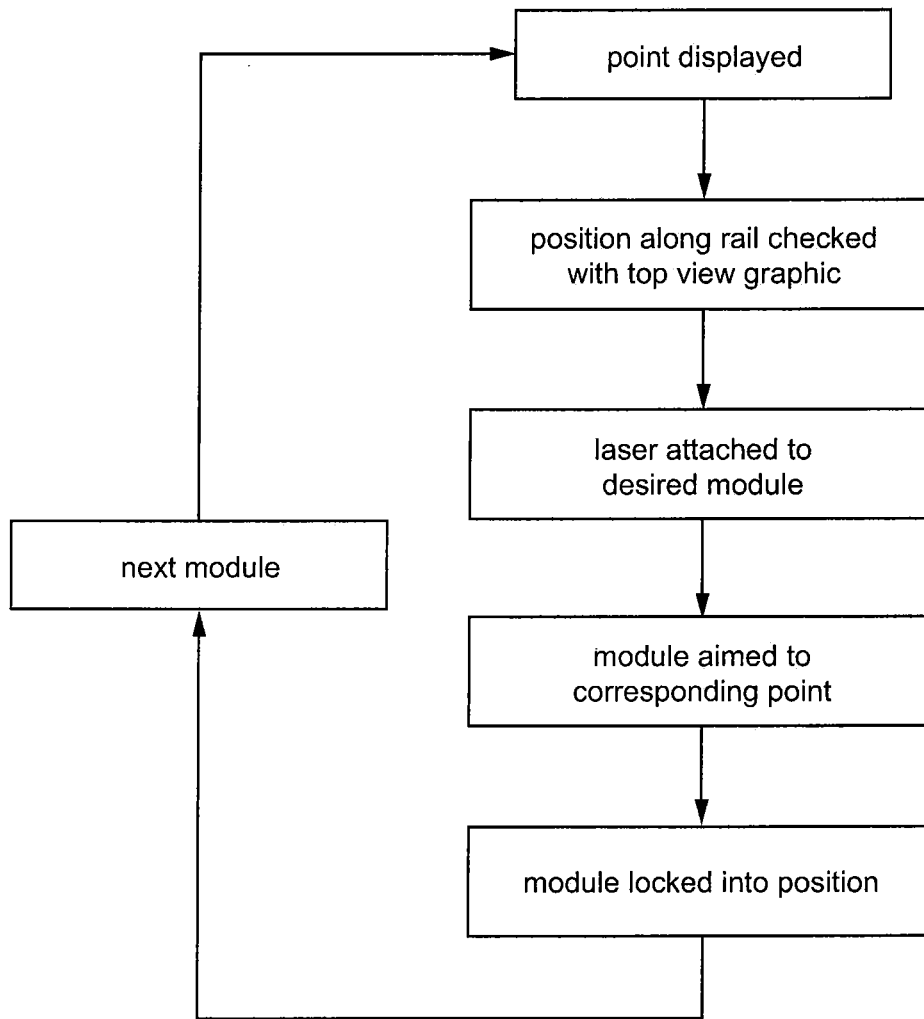 point displayed
position along rail checked
with top view graphic
laser attached to
desired module
next module
module aimed to
corresponding point
module locked into position